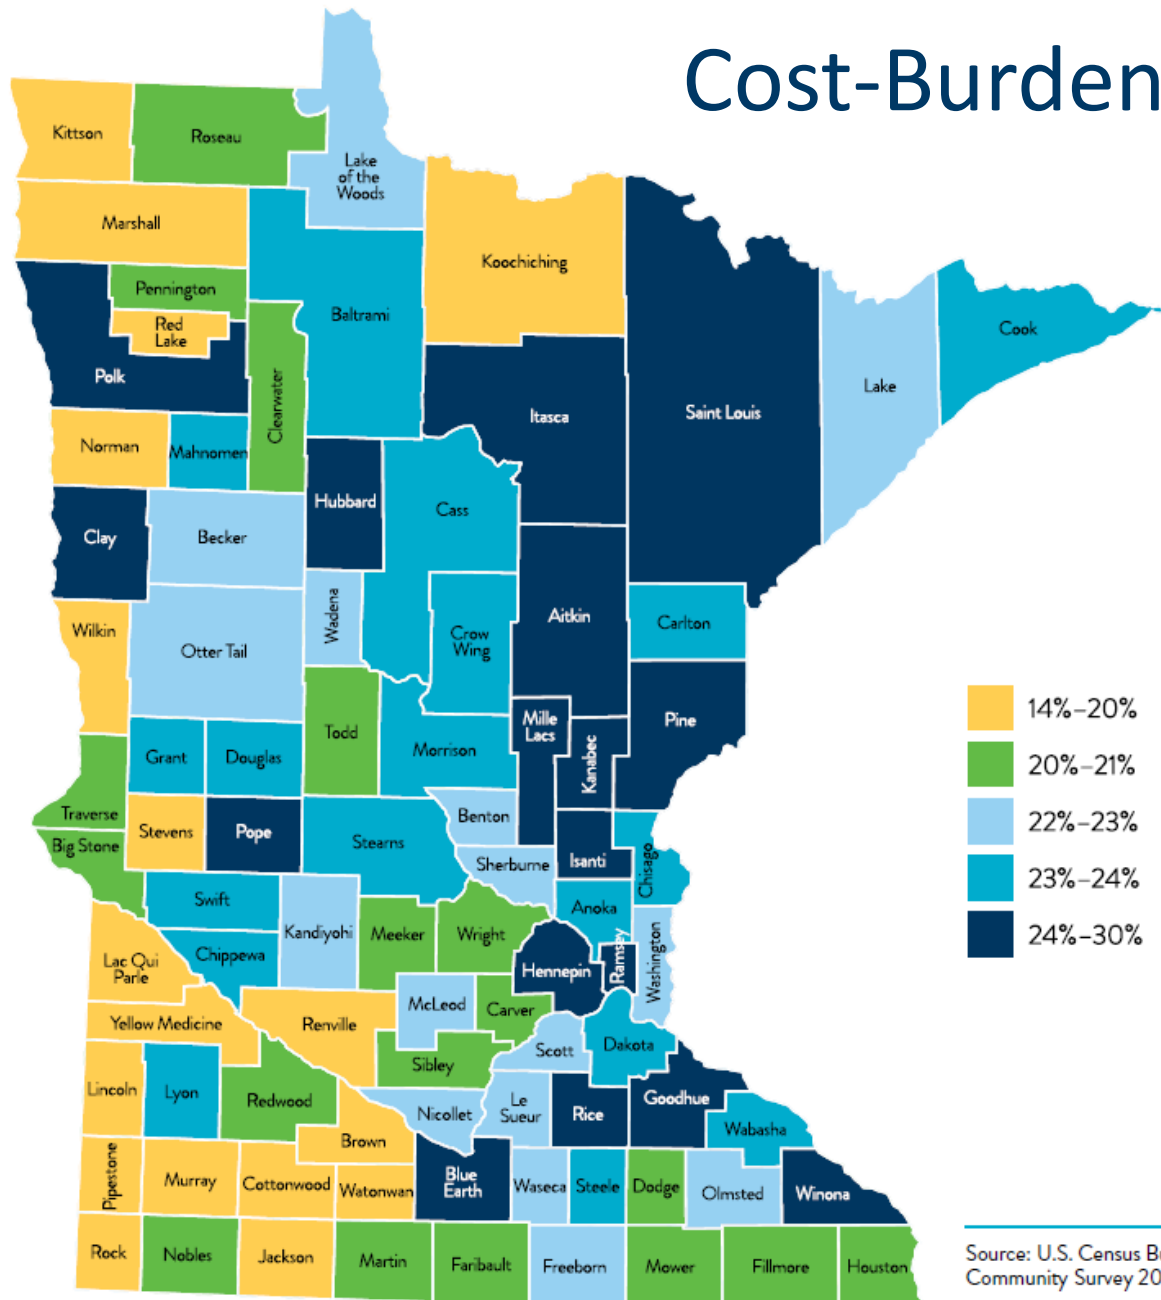 Cost-Burden
Kittson
Roseau
Lake
of the
Woods
Marshall
Koochiching
Pennington
Red
Lake
Baltrami
Polk
Clearwater
Itasca
Saint Louis
Lake
Cook
Norman
Mahnomen
Hubbard
Cass
Clay
Becker
Wadena
Aitkin
Carlton
Wilkin
Otter Tail
Crow
Wing
Todd
Mille
Lacs
Kanabec
Pine
14%–20%
Grant
Douglas
Morrison
20%–21%
Traverse
Stevens
Pope
Benton
22%–23%
Big Stone
Stearns
Sherburne
Isanti
Chisago
23%–24%
Swift
Kandiyohi
Meeker
Wright
Anoka
24%–30%
Chippewa
Lac Qui
Parle
Hennepin
Ramsey
Washington
Yellow Medicine
Renville
McLeod
Carver
Scott
Dakota
Lincoln
Lyon
Redwood
Sibley
Nicollet
Le
Sueur
Rice
Goodhue
Wabasha
Brown
Pipestone
Murray
Cottonwood
Watonwan
Blue
Earth
Waseca
Steele
Dodge
Olmsted
Winona
Rock
Nobles
Jackson
Martin
Faribault
Freeborn
Mower
Fillmore
Houston
Source: U.S. Census B
Community Survey 20